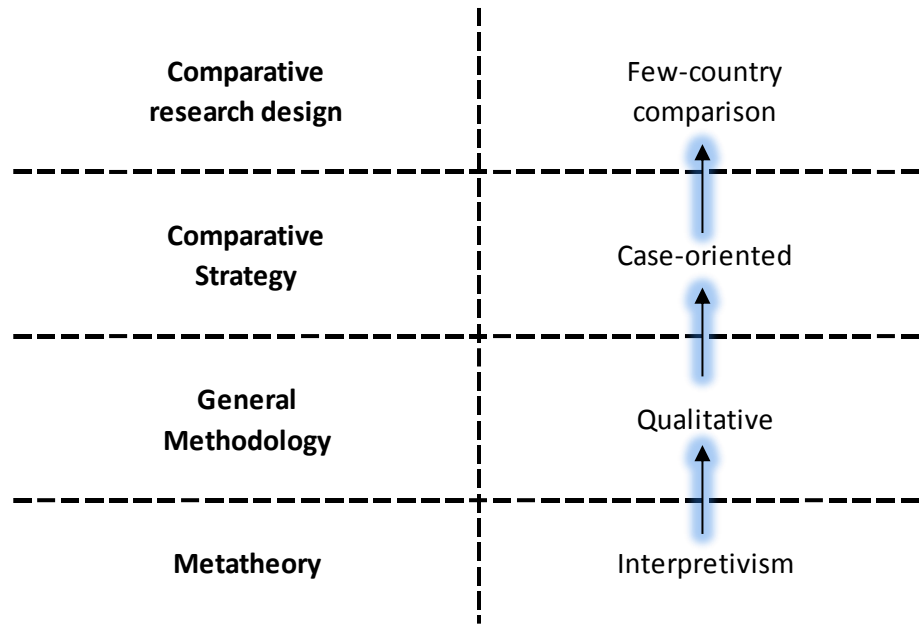 Comparative
research design
Few-country
comparison
Comparative
Strategy
Case-oriented
General
Methodology
Qualitative
Metatheory
Interpretivism